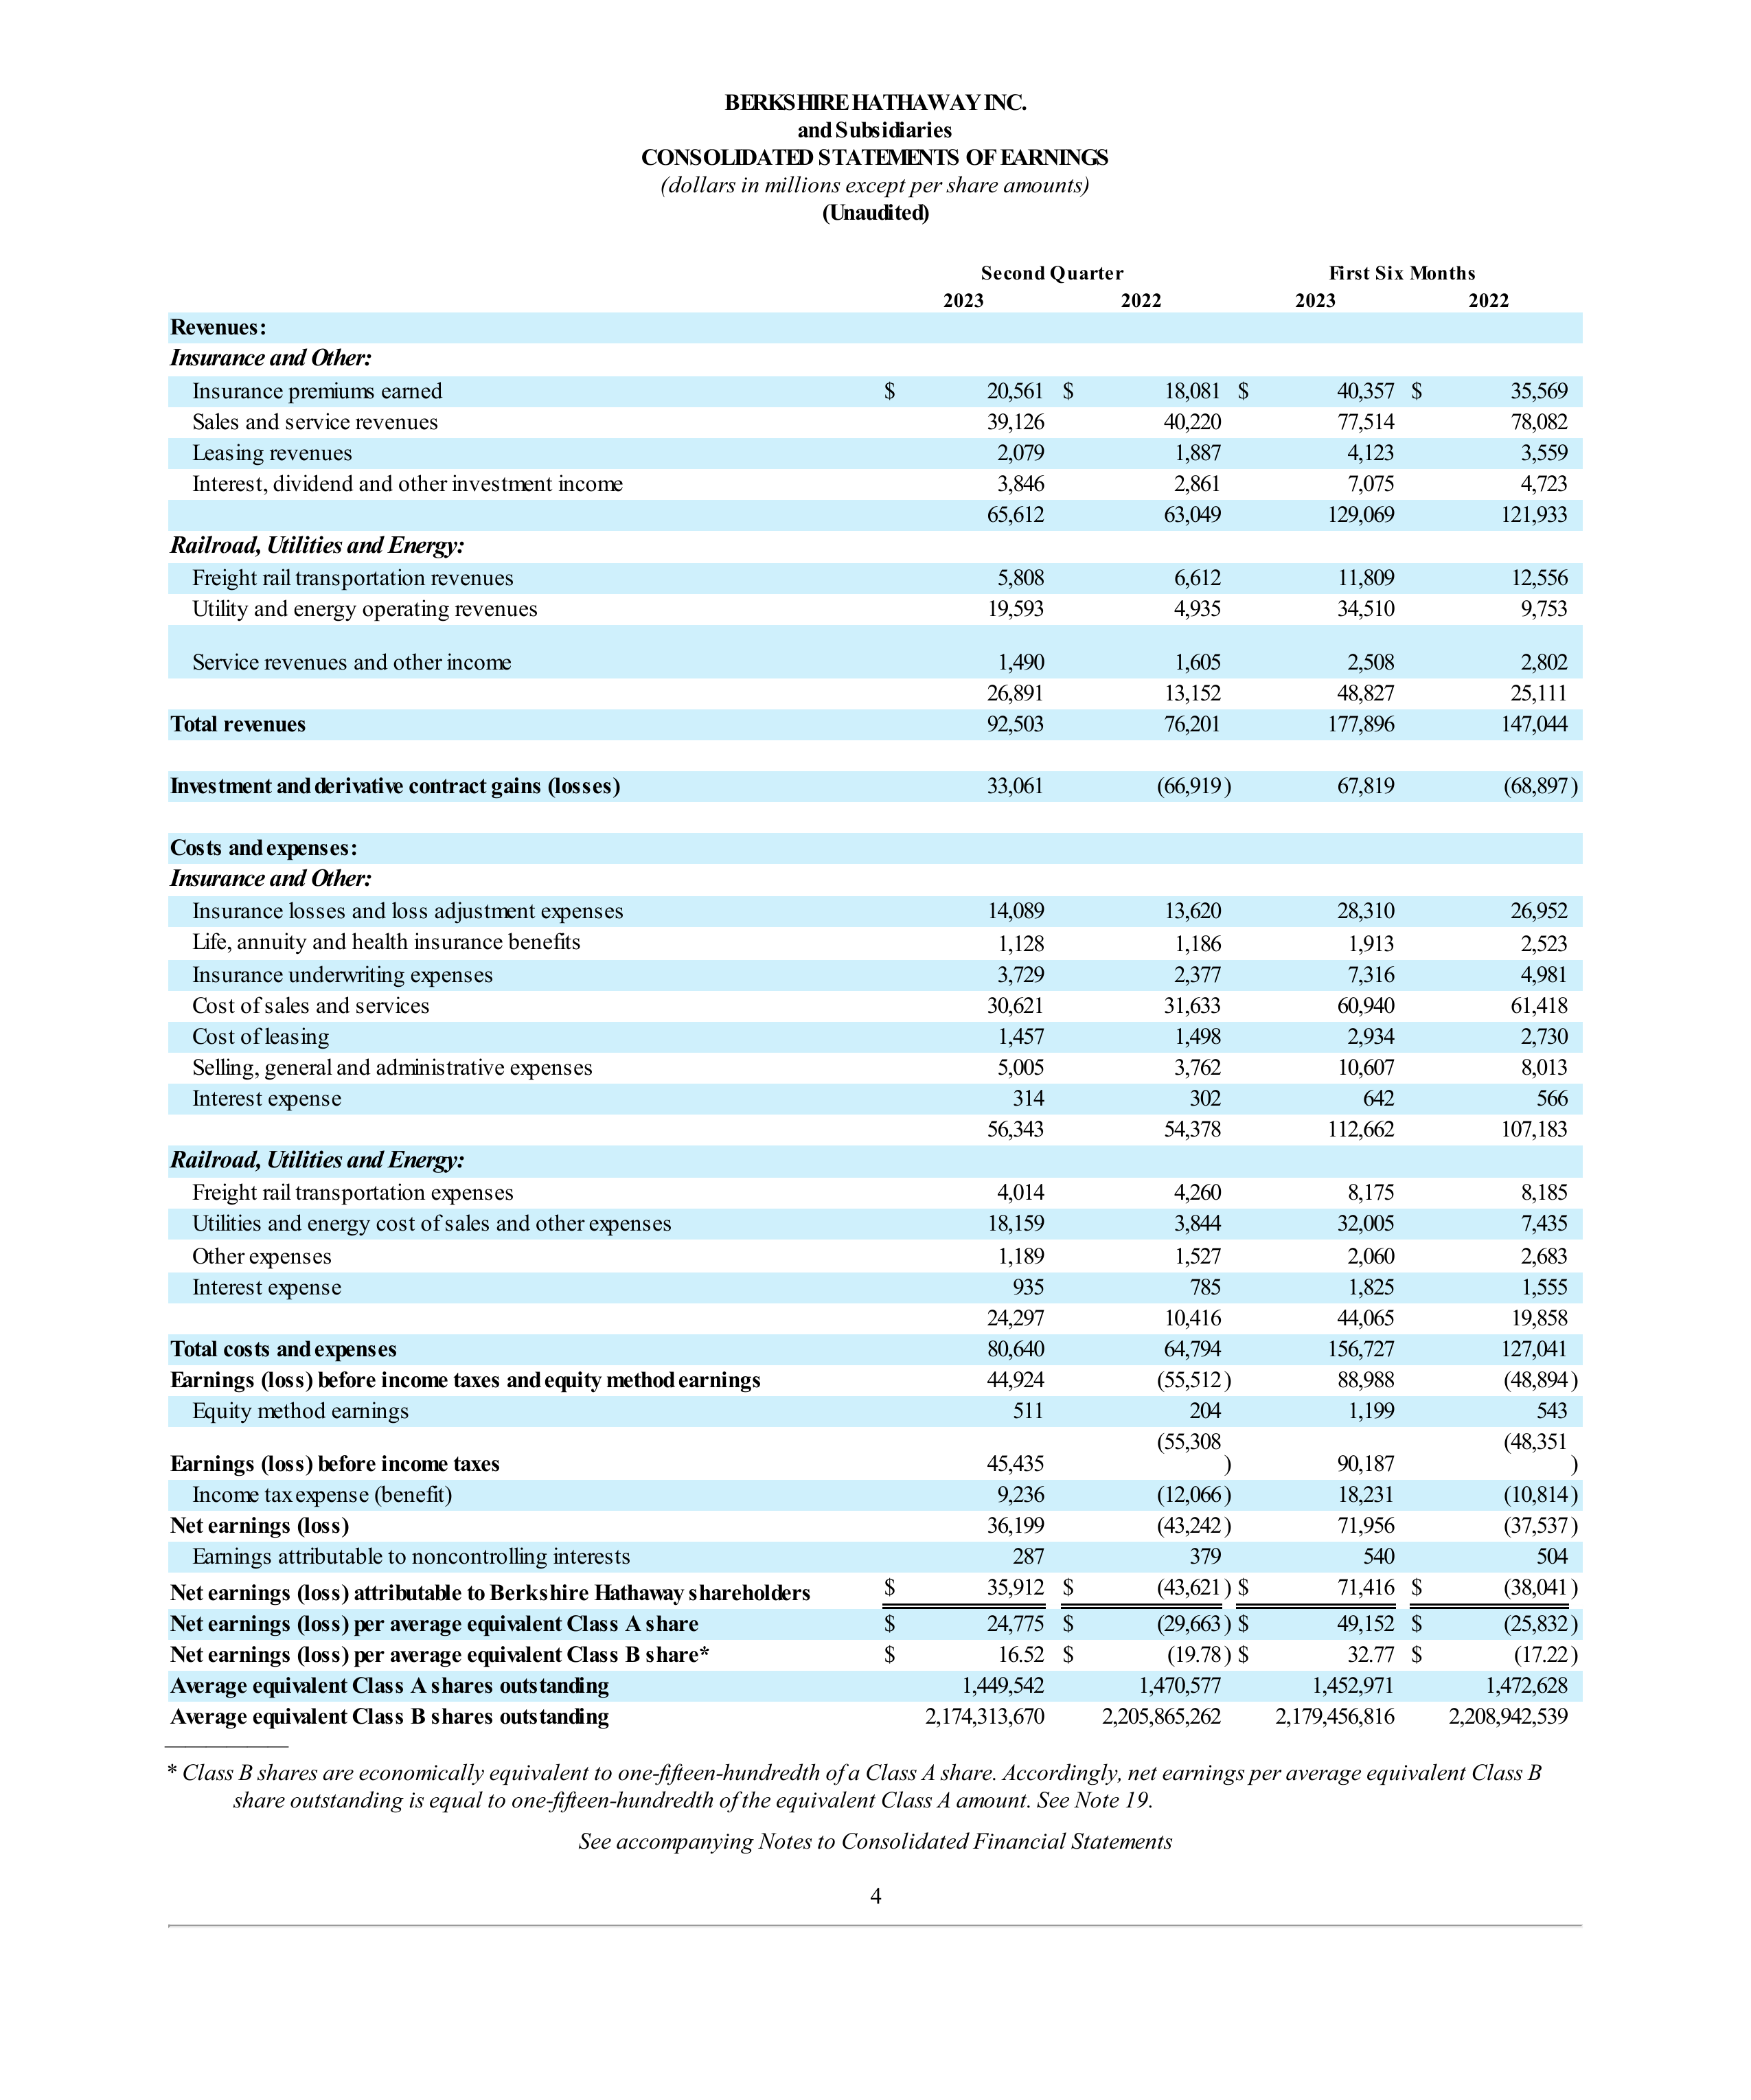 BERKSHIRE HATHAWAY INC.
and Subsidiaries
CONSOLIDATED STATEMENTS OF EARNINGS
(dollars in millions except per share amounts)
(Unaudited)
Second Quarter First Six Months
2023 2022 2023 2022
Revenues:
Insurance and Other:
Insurance premiums earned $ 20,561 $ 18,081 $ 40,357 $ 35,569
Sales and service revenues 39,126 40,220 77,514 78,082
Leasing revenues 2,079 1,887 4,123 3,559
Interest, dividend and other investment income 3,846 2,861 7,075 4,723
65,612 63,049 129,069 121,933
Railroad, Utilities and Energy:
Freight rail transportation revenues 5,808 6,612 11,809 12,556
Utility and energy operating revenues 19,593 4,935 34,510 9,753
Service revenues and other income 1,490 1,605 2,508 2,802
26,891 13,152 48,827 25,111
Total revenues 92,503 76,201 177,896 147,044
Investment and derivative contract gains (losses) 33,061 (66,919) 67,819 (68,897)
Costs and expenses:
Insurance and Other:
Insurance losses and loss adjustment expenses 14,089 13,620 28,310 26,952
Life, annuity and health insurance benefits 1,128 1,186 1,913 2,523
Insurance underwriting expenses 3,729 2,377 7,316 4,981
Cost of sales and services 30,621 31,633 60,940 61,418
Cost of leasing 1,457 1,498 2,934 2,730
Selling, general and administrative expenses 5,005 3,762 10,607 8,013
Interest expense 314 302 642 566
56,343 54,378 112,662 107,183
Railroad, Utilities and Energy:
Freight rail transportation expenses 4,014 4,260 8,175 8,185
Utilities and energy cost of sales and other expenses 18,159 3,844 32,005 7,435
Other expenses 1,189 1,527 2,060 2,683
Interest expense 935 785 1,825 1,555
24,297 10,416 44,065 19,858
Total costs and expenses 80,640 64,794 156,727 127,041
Earnings (loss) before income taxes and equity method earnings 44,924 (55,512) 88,988 (48,894)
Equity method earnings 511 204 1,199 543
(55,308 (48,351
Earnings (loss) before income taxes 45,435 ) 90,187 )
Income tax expense (benefit) 9,236 (12,066) 18,231 (10,814)
Net earnings (loss) 36,199 (43,242) 71,956 (37,537)
Earnings attributable to noncontrolling interests 287 379 540 504
Net earnings (loss) attributable to Berkshire Hathaway shareholders $ 35,912 $ (43,621) $ 71,416 $ (38,041)
Net earnings (loss) per average equivalent Class A share $ 24,775 $ (29,663) $ 49,152 $ (25,832)
Net earnings (loss) per average equivalent Class B share* $ 16.52 $ (19.78) $ 32.77 $ (17.22)
Average equivalent Class A shares outstanding 1,449,542 1,470,577 1,452,971 1,472,628
Average equivalent Class B shares outstanding 2,174,313,670 2,205,865,262 2,179,456,816 2,208,942,539
* Class B shares are economically equivalent to one-fifteen-hundredth of a Class A share. Accordingly, net earnings per average equivalent Class B
share outstanding is equal to one-fifteen-hundredth of the equivalent Class A amount. See Note 19.
See accompanying Notes to Consolidated Financial Statements
4